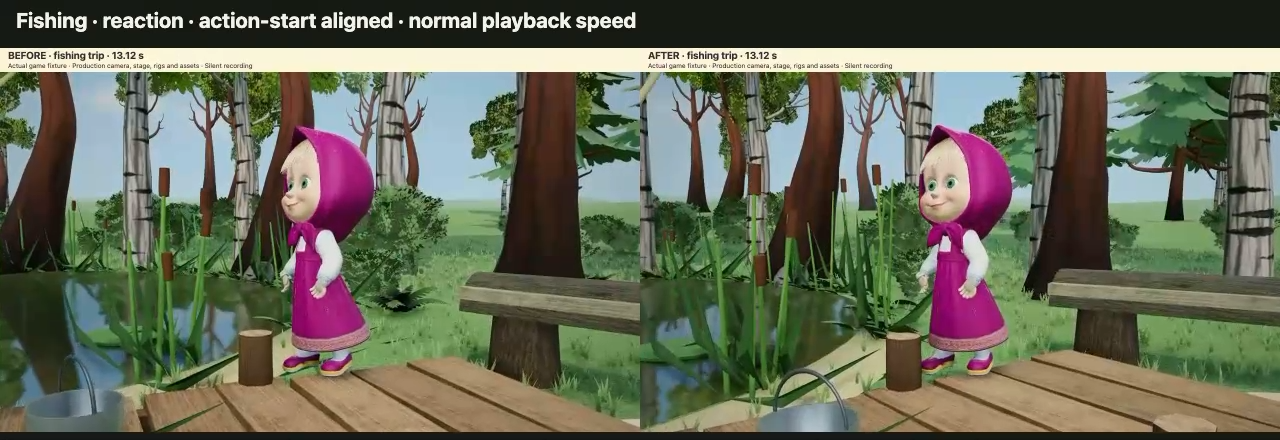 Fishing · reaction · action-start aligned · normal playback speed
BEFORE · fishing trip · 13.12 s
Actual game fixture · Production camera, stage, rigs and assets · Silent recording
AFTER · fishing trip · 13.12 s
Actual game fixture · Production camera, stage, rigs and assets · Silent recording